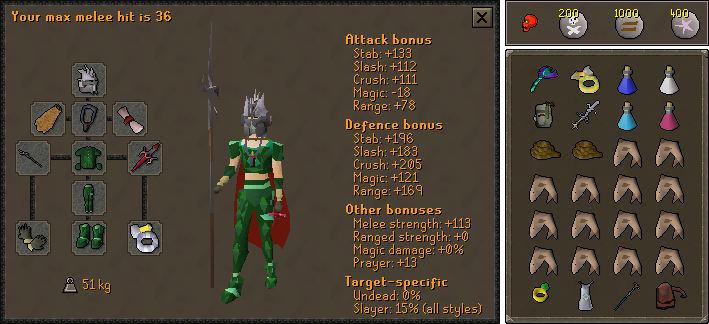 Your max melee hit is 36
Attack bonus
Stab: +133
Slash: +112
Crush: +111
Magic: -18
Range: +78
Defence bonus
Stab: +196
Slash: +183
Crush: +205
Magic: +121
Range: +169
Other bonuses
Melee strength: +113
Ranged strength: +0
Magic damage: +0%
Prayer: +13
Target-specific
Undead: 0%
Slayer: 15% (all styles)
51 kg
200
1000
400